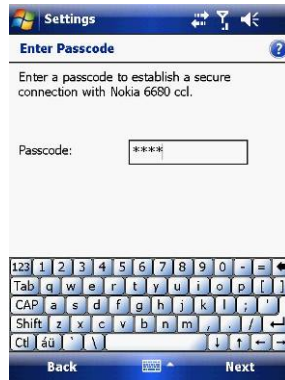 Settings
Enter Passcode
?
Enter a passcode to establish a secure
connection with Nokia 6680 ccl.
Passcode: ****
123 1 2 3 4 5 6 7 8 9 0 - =
Tab q w e r t y u i o p [ ]
CAP a s d f g h j k l ; '
Shift z x c v b n m , . /
Ctl áü ` \
Back Next